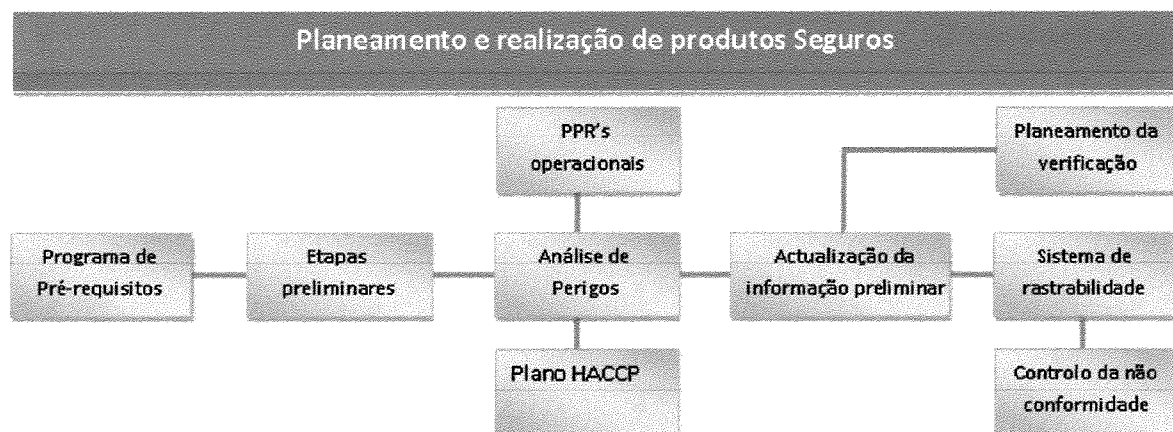 Planeamento e realização de produtos Seguros
PPR's
operacionais
Planeamento da
verificação
Programa de
Pré-requisitos
Etapas
preliminares
Análise de
Perigos
Actualização da
informação preliminar
Sistema de
rastrabilidade
Plano HACCP
Controlo da não
conformidade